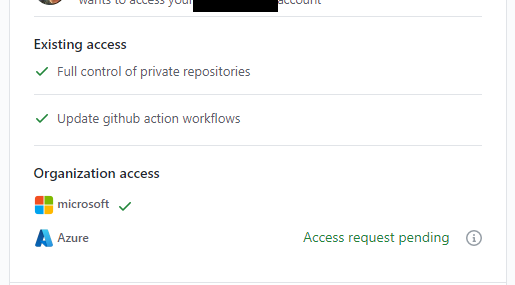 wants to access your account
Existing access
Full control of private repositories
Update github action workflows
Organization access
microsoft
Azure Access request pending